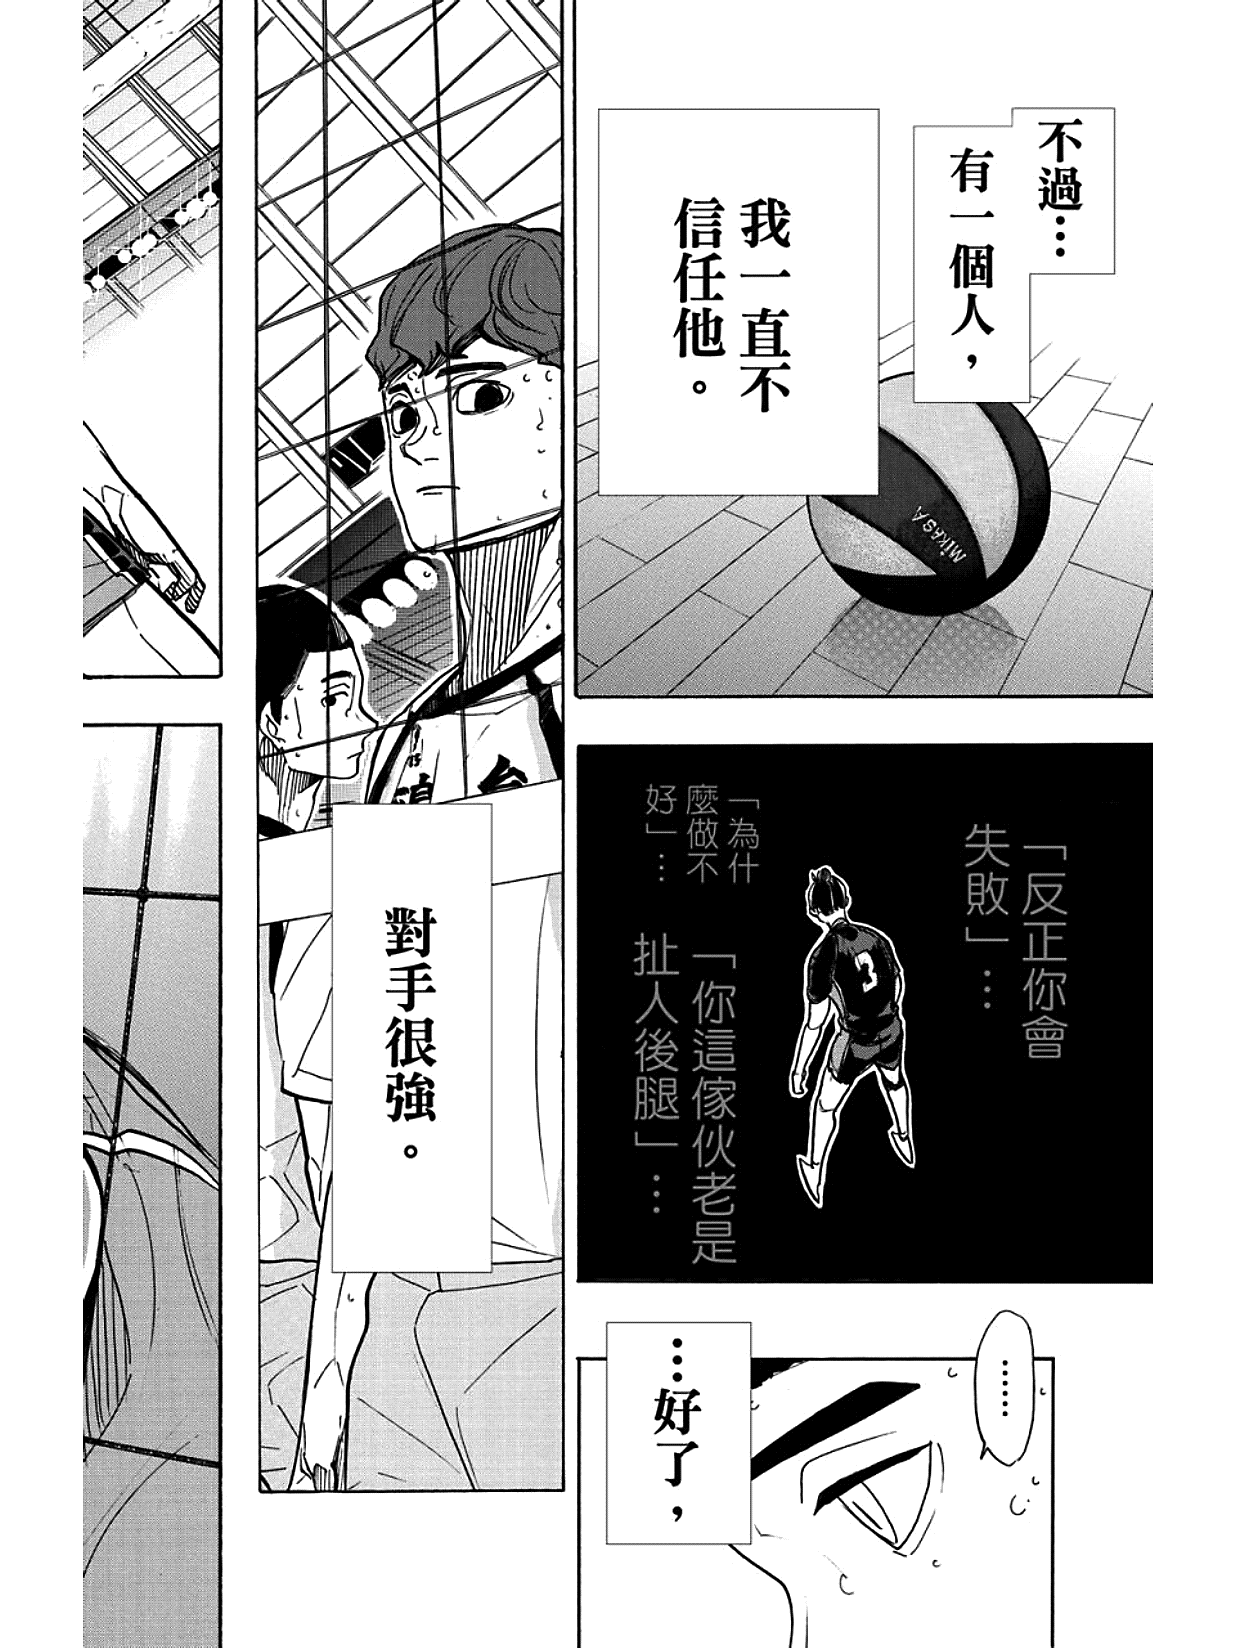 不過…
有一個人，
我一直不
信任他。
MIKASA
「反正你會
失敗」…
「為什
麼做不
好」…
3
「你這傢伙老是
扯人後腿」…
……
…好了，
對手很強。